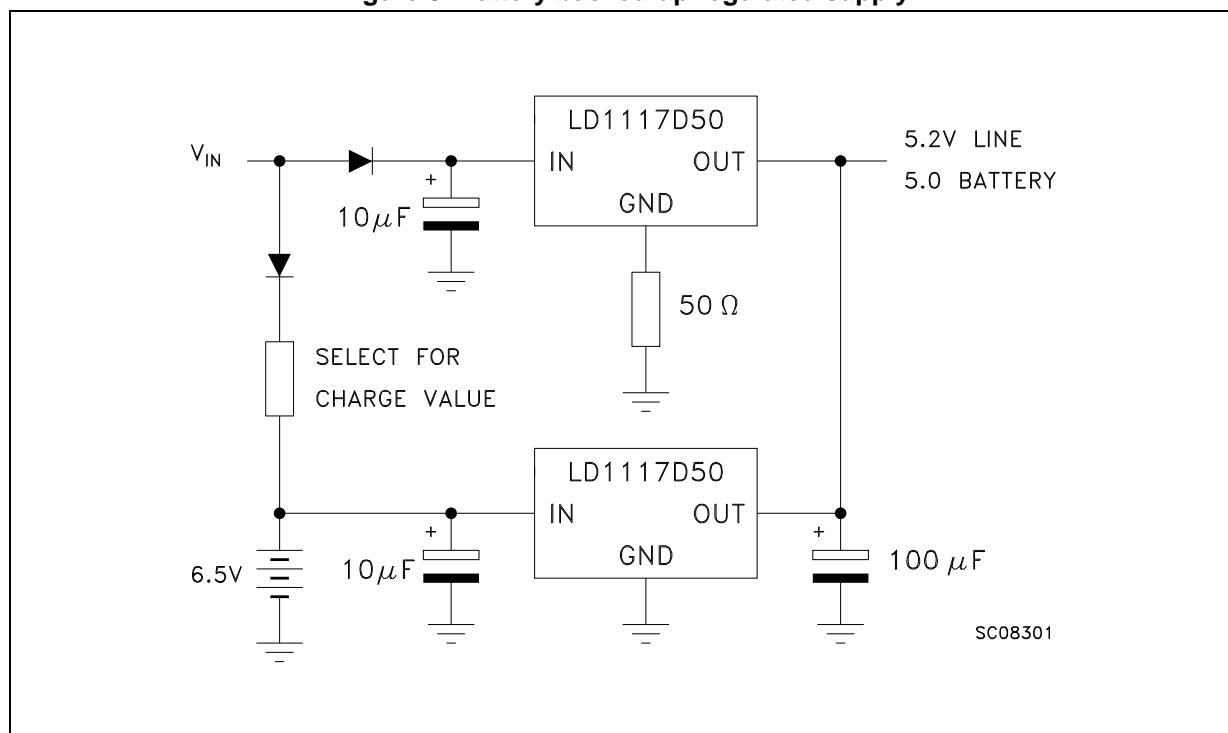 LD1117D50
V_IN
IN
OUT
GND
5.2V LINE
5.0 BATTERY
+
10μF
50 Ω
SELECT FOR
CHARGE VALUE
LD1117D50
IN
OUT
GND
6.5V
+
10μF
+
100 μF
SC08301